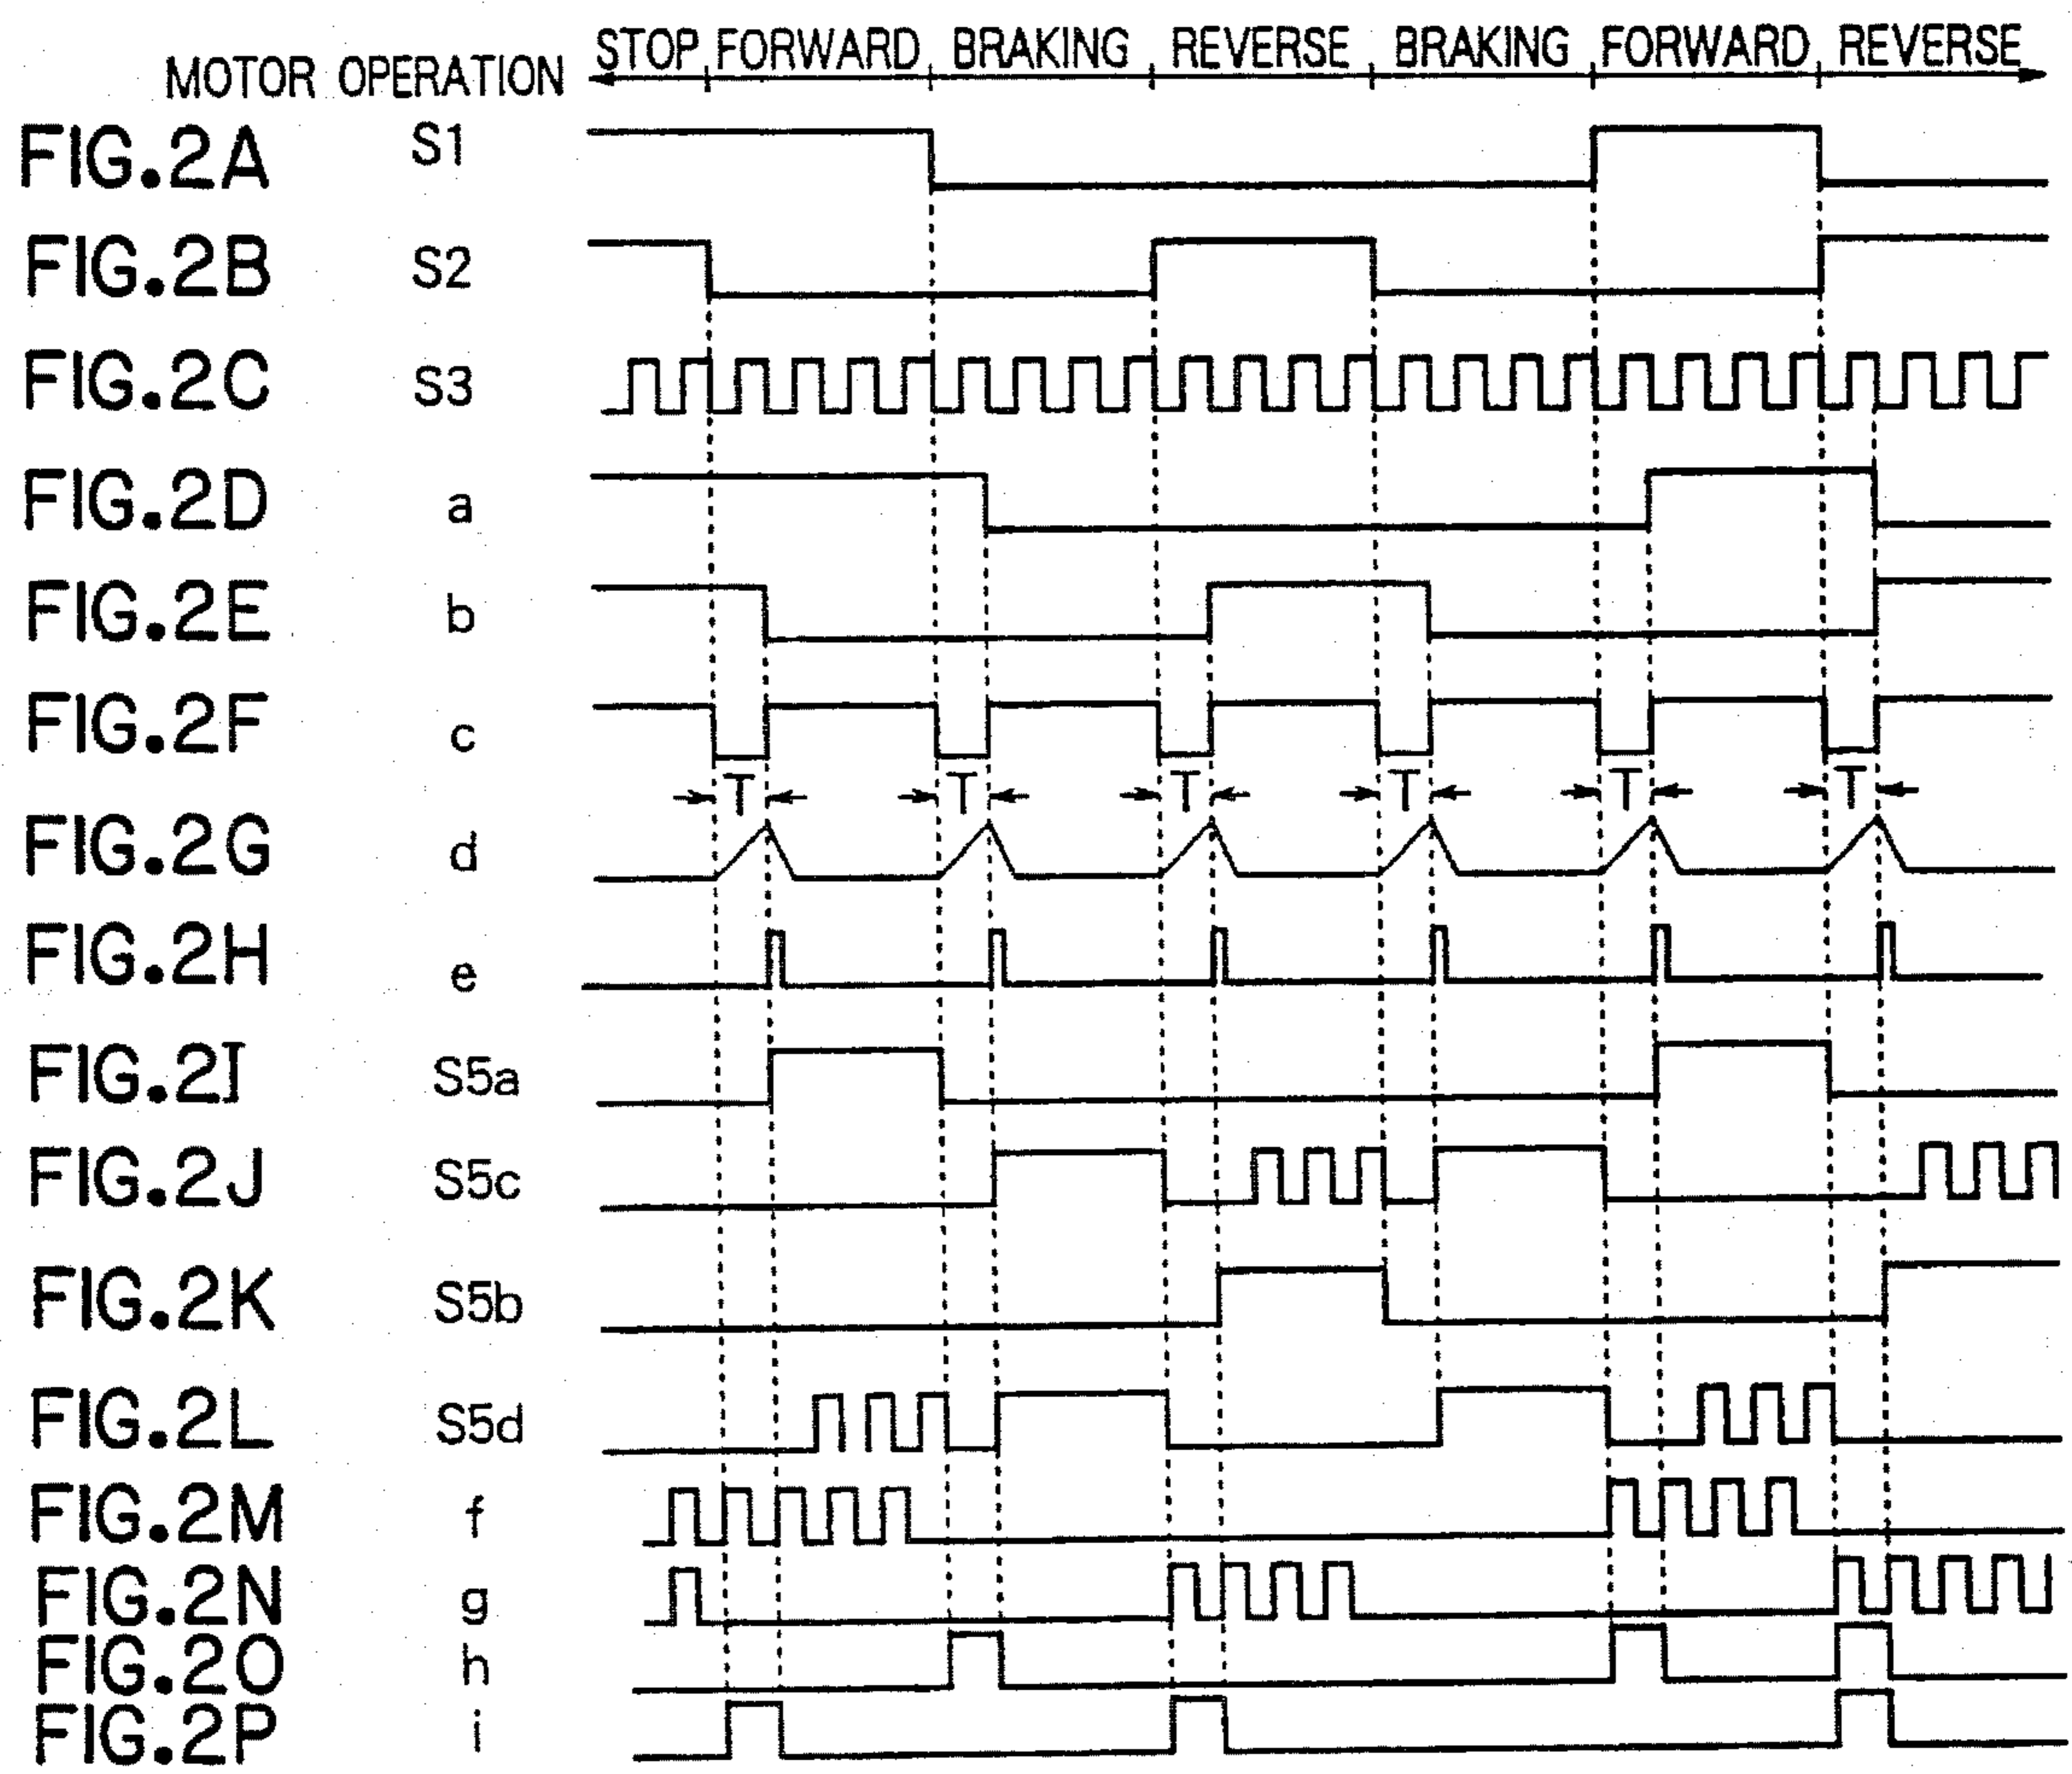 MOTOR OPERATION STOP FORWARD BRAKING REVERSE BRAKING FORWARD REVERSE
FIG.2A S1
FIG.2B S2
FIG.2C S3
FIG.2D a
FIG.2E b
FIG.2F c
T T T T T T
FIG.2G d
FIG.2H e
FIG.2I S5a
FIG.2J S5c
FIG.2K S5b
FIG.2L S5d
FIG.2M f
FIG.2N g
FIG.2O h
FIG.2P i